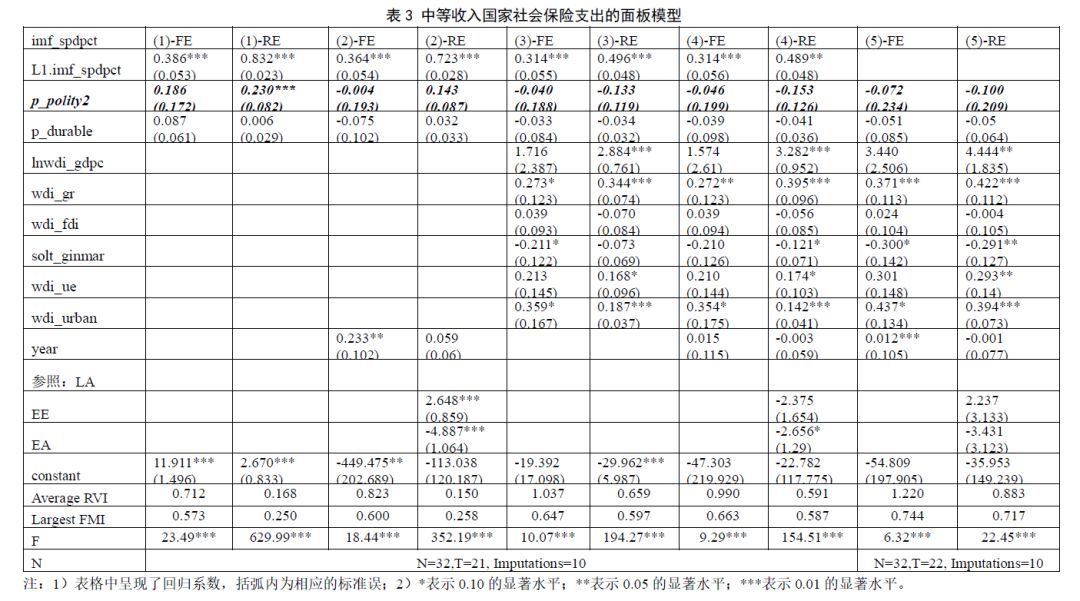 表 3 中等收入国家社会保险支出的面板模型
imf_spdpct (1)-FE (1)-RE (2)-FE (2)-RE (3)-FE (3)-RE (4)-FE (4)-RE (5)-FE (5)-RE
L1.imf_spdpct 0.386*** 0.832*** 0.364*** 0.723*** 0.314*** 0.496*** 0.314*** 0.489**
(0.053) (0.023) (0.054) (0.028) (0.055) (0.048) (0.056) (0.048)
p_polity2 0.186 0.230*** -0.004 0.143 -0.040 -0.133 -0.046 -0.153 -0.072 -0.100
(0.172) (0.082) (0.193) (0.087) (0.188) (0.119) (0.199) (0.126) (0.234) (0.209)
p_durable 0.087 0.006 -0.075 0.032 -0.033 -0.034 -0.039 -0.041 -0.051 -0.05
(0.061) (0.029) (0.102) (0.033) (0.084) (0.032) (0.098) (0.036) (0.085) (0.064)
lnwdi_gdpc 1.716 2.884*** 1.574 3.282*** 3.440 4.444**
(2.387) (0.761) (2.61) (0.952) (2.506) (1.835)
wdi_gr 0.273* 0.344*** 0.272** 0.395*** 0.371*** 0.422***
(0.123) (0.074) (0.123) (0.096) (0.113) (0.112)
wdi_fdi 0.039 -0.070 0.039 -0.056 0.024 -0.004
(0.093) (0.084) (0.094) (0.085) (0.104) (0.105)
solt_ginmar -0.211* -0.073 -0.210 -0.121* -0.300* -0.291**
(0.122) (0.069) (0.126) (0.071) (0.142) (0.127)
wdi_ue 0.213 0.168* 0.210 0.174* 0.301 0.293**
(0.145) (0.096) (0.144) (0.103) (0.148) (0.14)
wdi_urban 0.359* 0.187*** 0.354* 0.142*** 0.437* 0.394***
(0.167) (0.037) (0.175) (0.041) (0.134) (0.073)
year 0.233** 0.059 0.015 -0.003 0.012*** -0.001
(0.102) (0.06) (0.115) (0.059) (0.105) (0.077)
参照：LA
EE 2.648*** -2.375 2.237
(0.859) (1.654) (3.133)
EA -4.887*** -2.656* -3.431
(1.064) (1.29) (3.123)
constant 11.911*** 2.670*** -449.475** -113.038 -19.392 -29.962*** -47.303 -22.782 -54.809 -35.953
(1.496) (0.833) (202.689) (120.187) (17.098) (5.987) (219.929) (117.775) (197.905) (149.239)
Average RVI 0.712 0.168 0.823 0.150 1.037 0.659 0.990 0.591 1.220 0.883
Largest FMI 0.573 0.250 0.600 0.258 0.647 0.597 0.663 0.587 0.744 0.717
F 23.49*** 629.99*** 18.44*** 352.19*** 10.07*** 194.27*** 9.29*** 154.51*** 6.32*** 22.45***
N N=32,T=21, Imputations=10 N=32,T=22, Imputations=10
注：1）表格中呈现了回归系数，括弧内为相应的标准误；2）*表示 0.10 的显著水平；**表示 0.05 的显著水平；***表示 0.01 的显著水平。